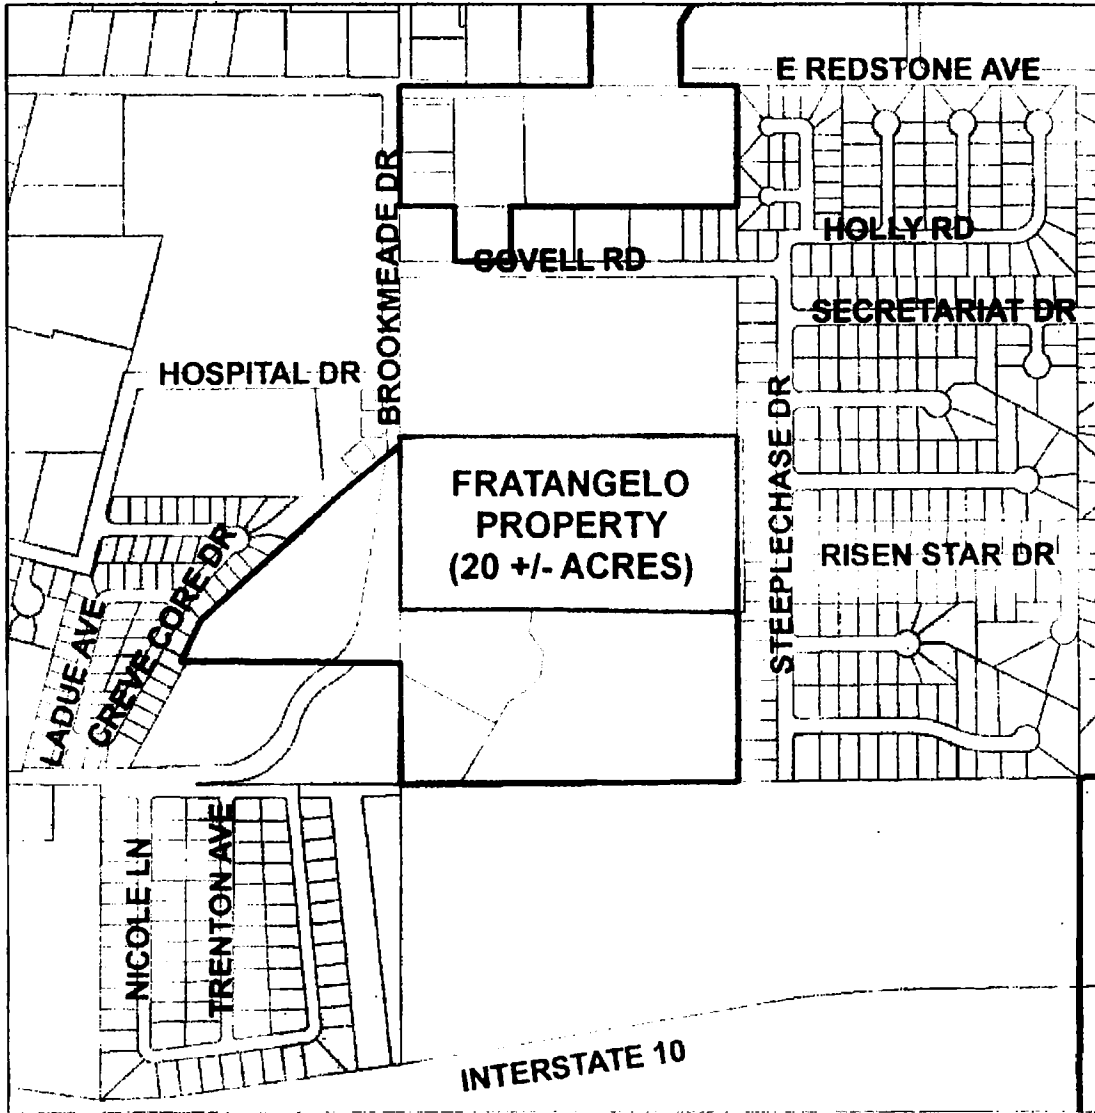 E REDSTONE AVE
BROOKMEADE DR
HOLLY RD
COVELL RD
SECRETARIAT DR
HOSPITAL DR
STEEPLECHASE DR
FRATANGELO
PROPERTY
(20 +/- ACRES)
RISEN STAR DR
CREVE CORE DR
LADUE AVE
NICOLE LN
TRENTON AVE
INTERSTATE 10